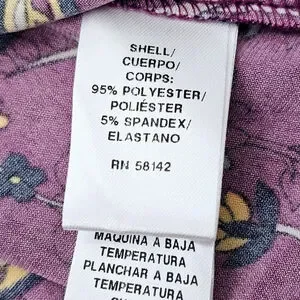 SHELL/
CUERPO/
CORPS:
95% POLYESTER/
POLIÉSTER
5% SPANDEX/
ELASTANO
RN 58142
MAQUINA A BAJA
TEMPERATURA
PLANCHAR A BAJA
TEMPERATURA